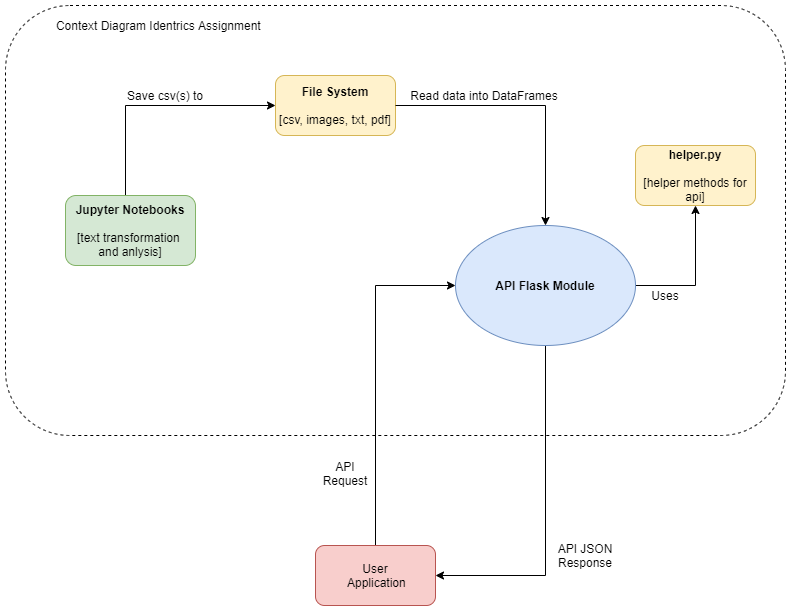 Context Diagram Identrics Assignment
Save csv(s) to
File System
[csv, images, txt, pdf]
Read data into DataFrames
helper.py
[helper methods for
api]
Jupyter Notebooks
[text transformation
and anlysis]
API Flask Module
Uses
API
Request
API JSON
Response
User
Application